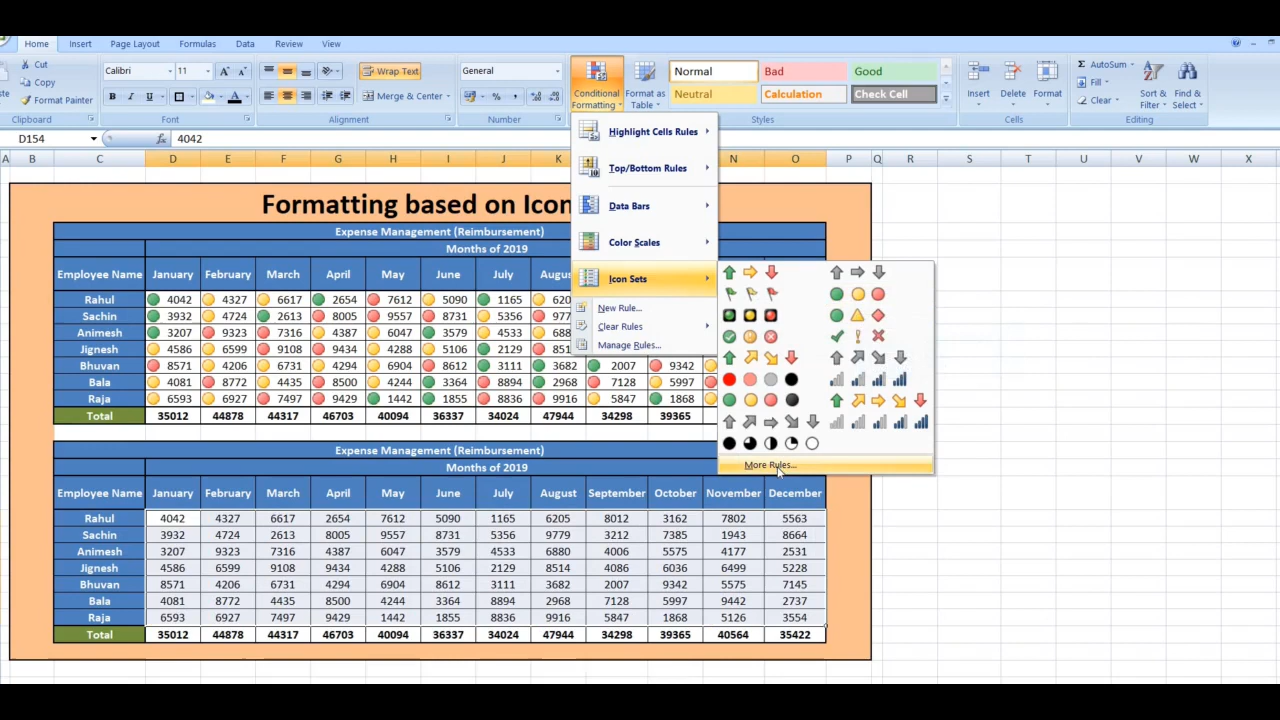 Home Insert Page Layout Formulas Data Review View
Cut
Copy
Format Painter
Clipboard
Calibri 11 A A
B I U A
Font
Wrap Text
Merge & Center
Alignment
General
% ,
Number
Conditional Formatting
Format as Table
Normal Bad Good
Neutral Calculation Check Cell
Styles
Insert Delete Format
Cells
Σ AutoSum
Fill
Clear
Sort & Filter
Find & Select
Editing
D154 fx 4042
A B C D E F G H I J K N O P Q R S T U V W X
Highlight Cells Rules
Top/Bottom Rules
Data Bars
Color Scales
Icon Sets
New Rule...
Clear Rules
Manage Rules...
More Rules...
Formatting based on Icon
Expense Management (Reimbursement)
Months of 2019
Employee Name January February March April May June July
Rahul 4042 4327 6617 2654 7612 5090 1165
Sachin 3932 4724 2613 8005 9557 8731 5356
Animesh 3207 9323 7316 4387 6047 3579 4533
Jignesh 4586 6599 9108 9434 4288 5106 2129
Bhuvan 8571 4206 6731 4294 6904 8612 3111 3682 2007 9342
Bala 4081 8772 4435 8500 4244 3364 8894 2968 7128 5997
Raja 6593 6927 7497 9429 1442 1855 8836 9916 5847 1868
Total 35012 44878 44317 46703 40094 36337 34024 47944 34298 39365
Expense Management (Reimbursement)
Months of 2019
Employee Name January February March April May June July August September October November December
Rahul 4042 4327 6617 2654 7612 5090 1165 6205 8012 3162 7802 5563
Sachin 3932 4724 2613 8005 9557 8731 5356 9779 3212 7385 1943 8664
Animesh 3207 9323 7316 4387 6047 3579 4533 6880 4006 5575 4177 2531
Jignesh 4586 6599 9108 9434 4288 5106 2129 8514 4086 6036 6499 5228
Bhuvan 8571 4206 6731 4294 6904 8612 3111 3682 2007 9342 5575 7145
Bala 4081 8772 4435 8500 4244 3364 8894 2968 7128 5997 9442 2737
Raja 6593 6927 7497 9429 1442 1855 8836 9916 5847 1868 5126 3554
Total 35012 44878 44317 46703 40094 36337 34024 47944 34298 39365 40564 35422